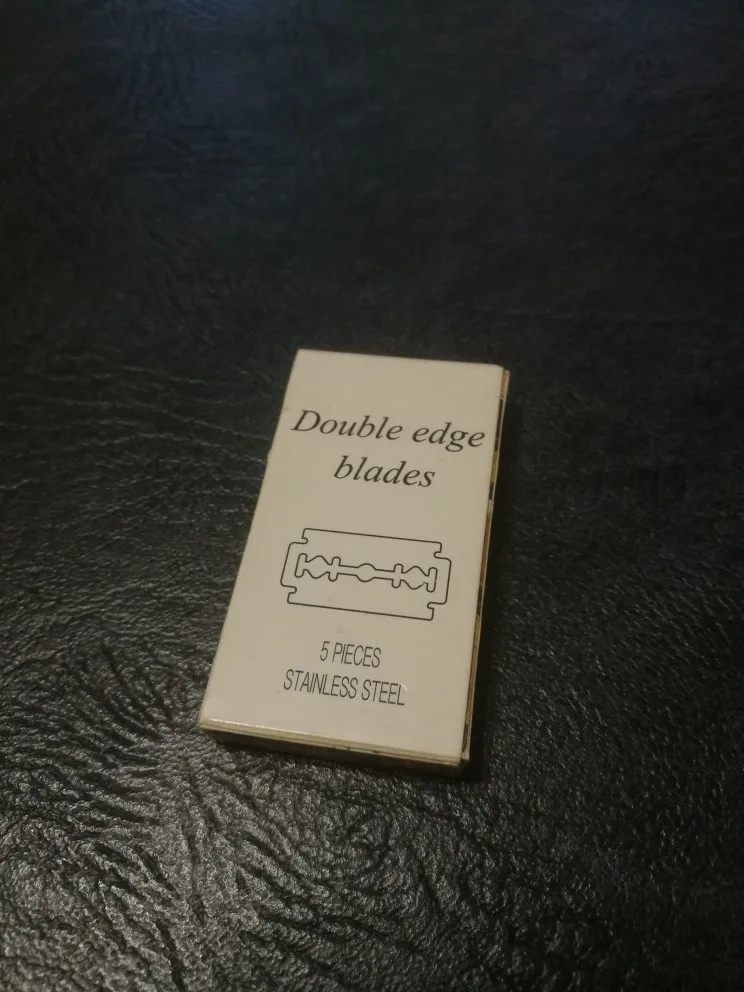 Double edge
blades
5 PIECES
STAINLESS STEEL